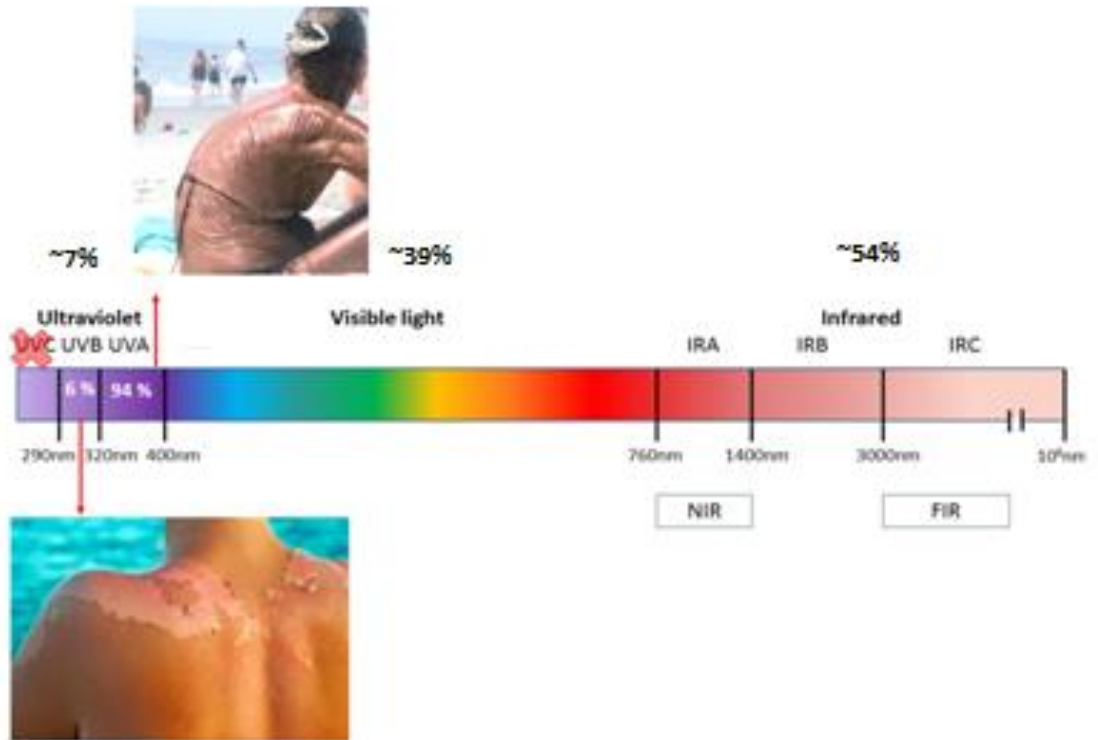 ~7% ~39% ~54%
Ultraviolet Visible light Infrared
UVC UVB UVA IRA IRB IRC
6 % 94 %
290nm 320nm 400nm 760nm 1400nm 3000nm
NIR FIR